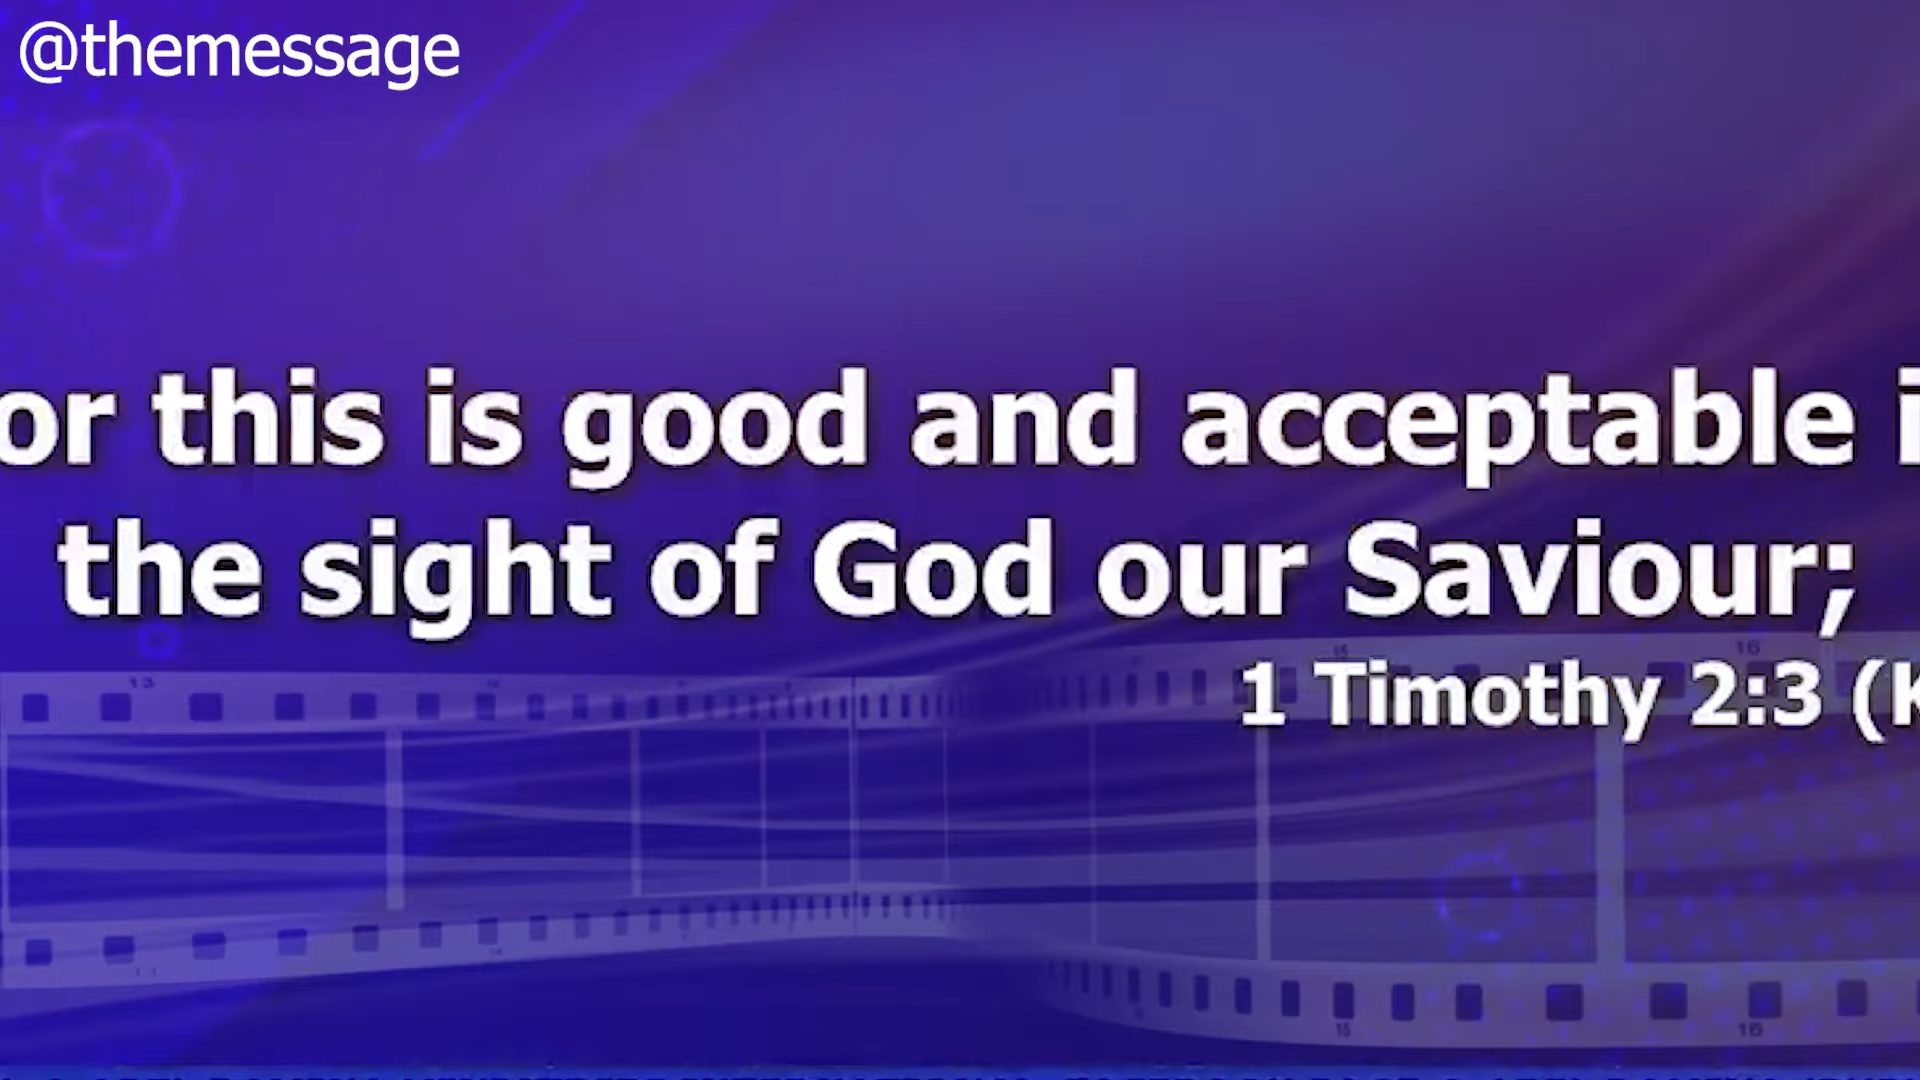 @themessage
or this is good and acceptable i
the sight of God our Saviour;
1 Timothy 2:3 (K